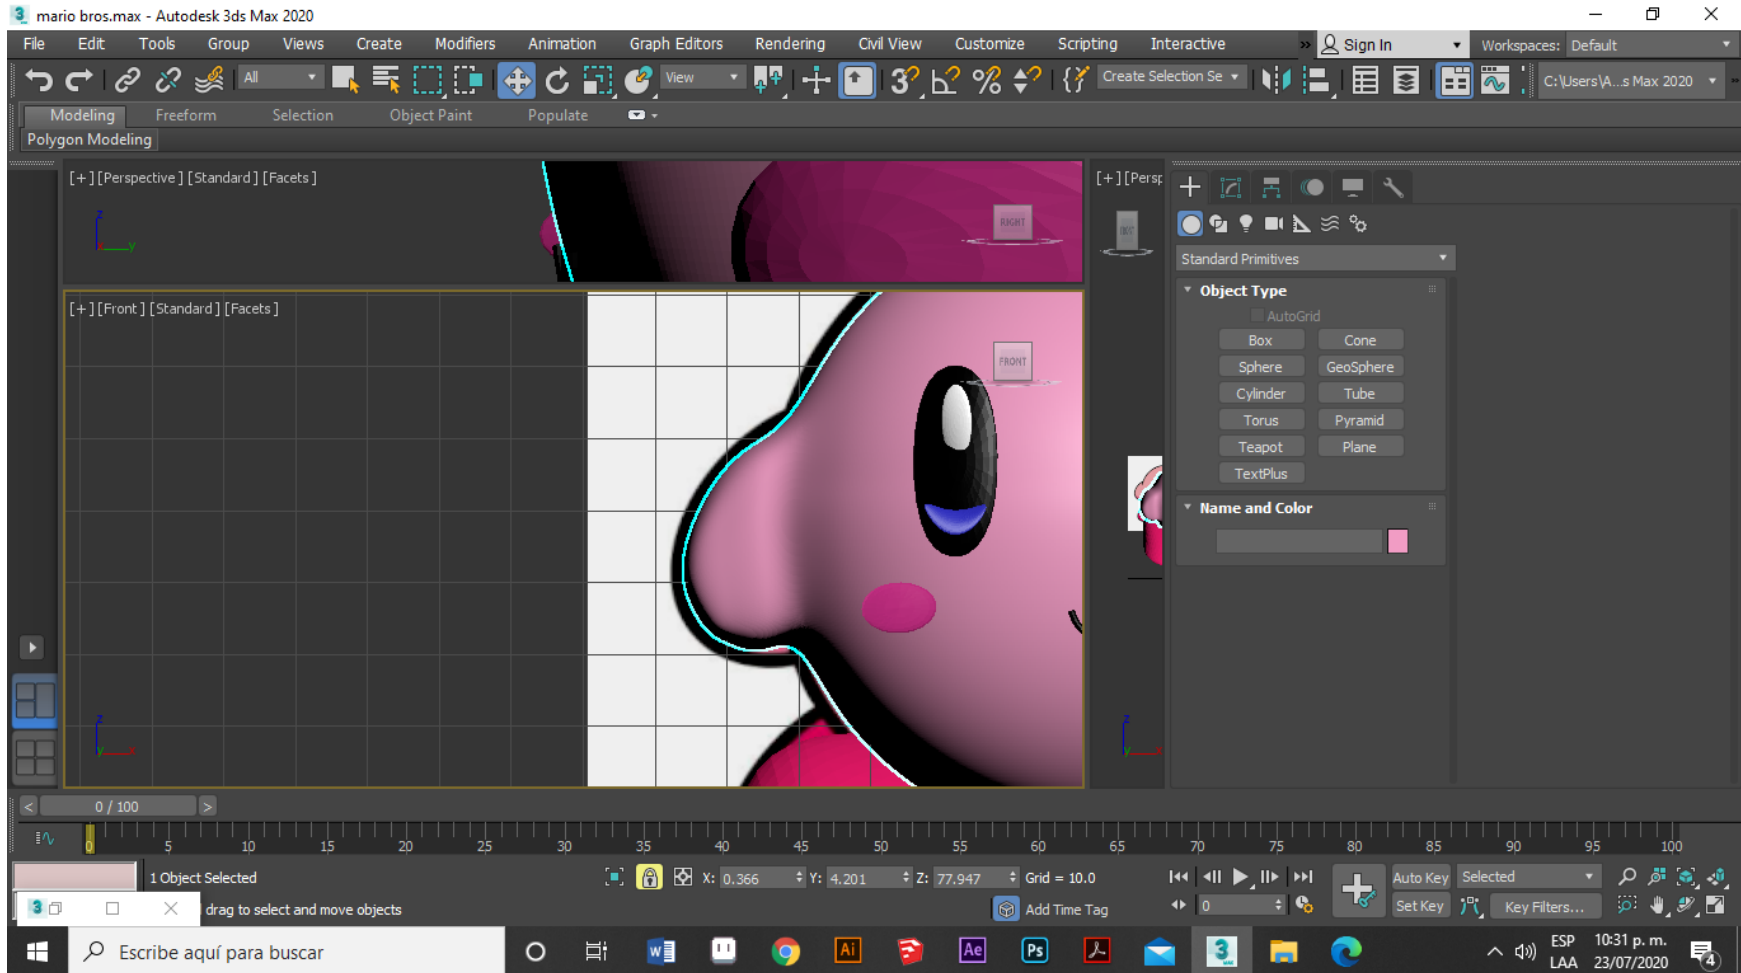 mario bros.max - Autodesk 3ds Max 2020
File Edit Tools Group Views Create Modifiers Animation Graph Editors Rendering Civil View Customize Scripting Interactive » Sign In Workspaces: Default
All View Create Selection Se C:\Users\A...s Max 2020
Modeling Freeform Selection Object Paint Populate
Polygon Modeling
[+][Perspective][Standard][Facets]
RIGHT
z
x y
[+][Persp
[+][Front][Standard][Facets]
FRONT
z
y x
z
y x
Standard Primitives
Object Type
AutoGrid
Box Cone
Sphere GeoSphere
Cylinder Tube
Torus Pyramid
Teapot Plane
TextPlus
Name and Color
< 0 / 100 >
0 5 10 15 20 25 30 35 40 45 50 55 60 65 70 75 80 85 90 95 100
1 Object Selected X: 0.366 Y: 4.201 Z: 77.947 Grid = 10.0 Auto Key Selected
3 drag to select and move objects Add Time Tag 0 Set Key Key Filters...
Escribe aquí para buscar
W Ai Ae Ps 3
ESP 10:31 p. m.
LAA 23/07/2020 4